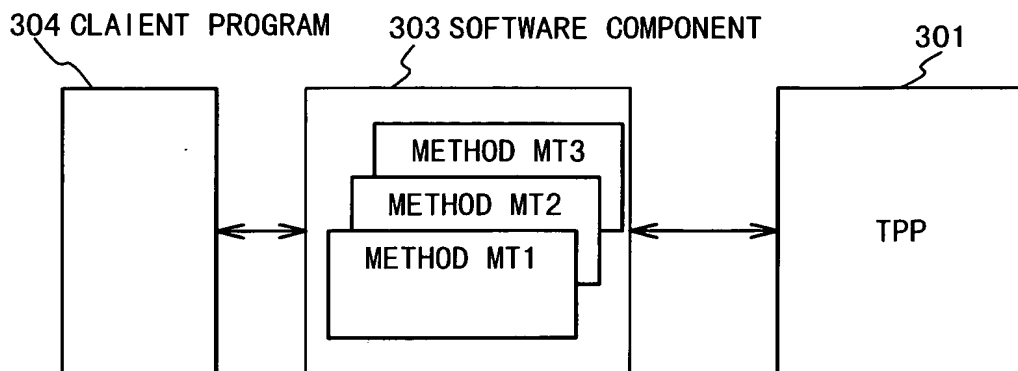 304 CLAIENT PROGRAM
303 SOFTWARE COMPONENT
301
METHOD MT3
METHOD MT2
METHOD MT1
TPP